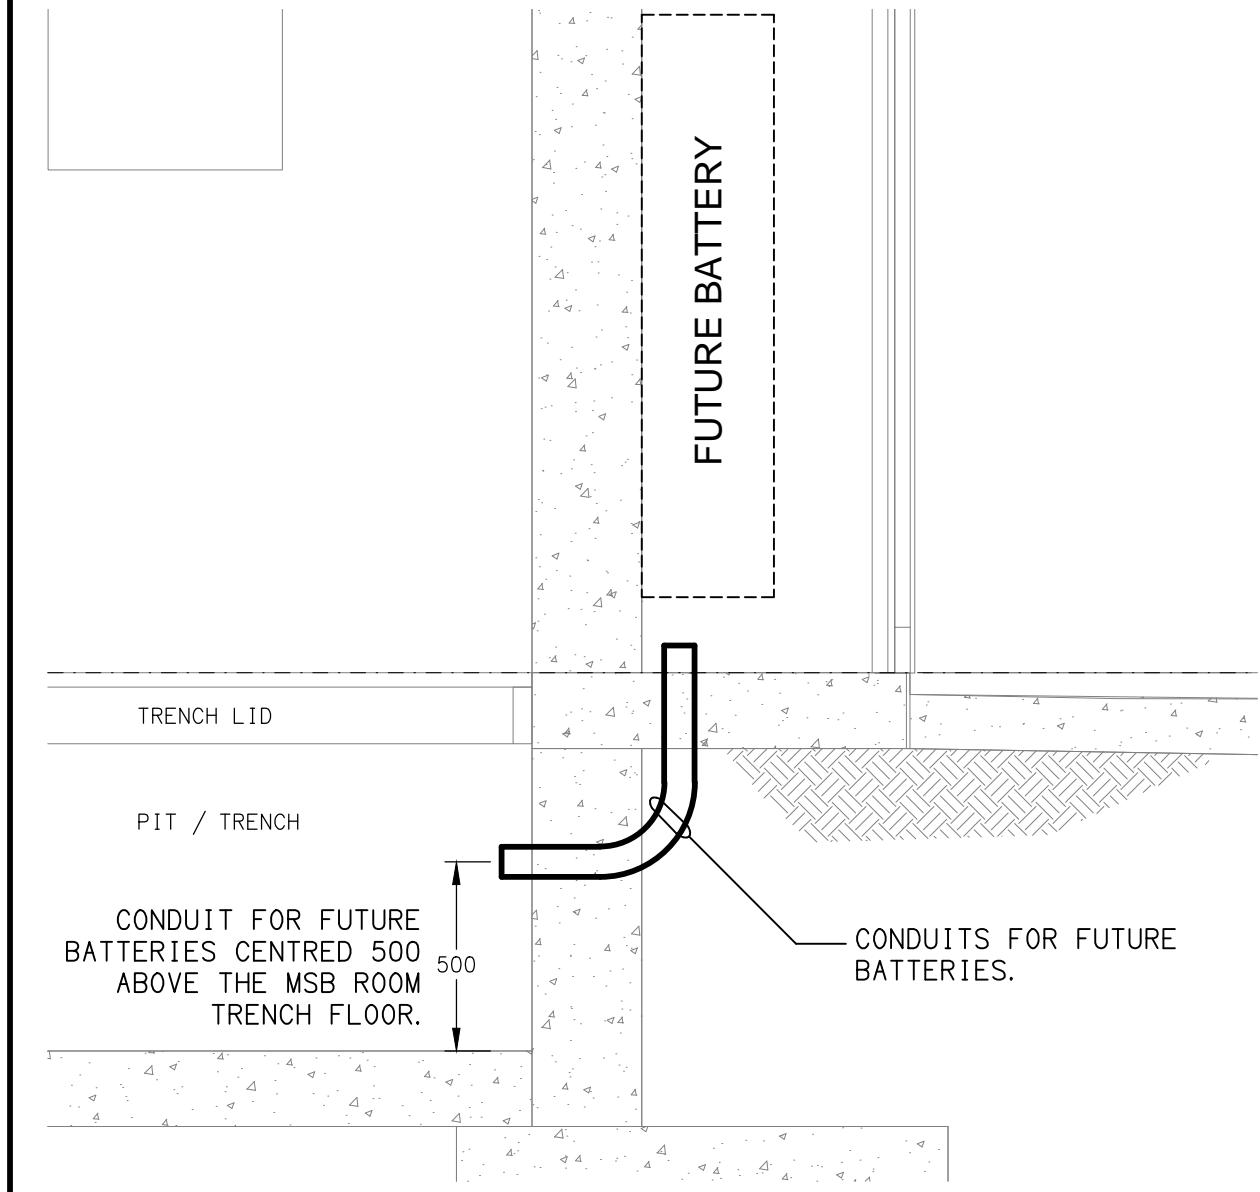 FUTURE BATTERY
TRENCH LID
PIT / TRENCH
CONDUIT FOR FUTURE
BATTERIES CENTRED 500
ABOVE THE MSB ROOM
TRENCH FLOOR.
500
CONDUITS FOR FUTURE
BATTERIES.